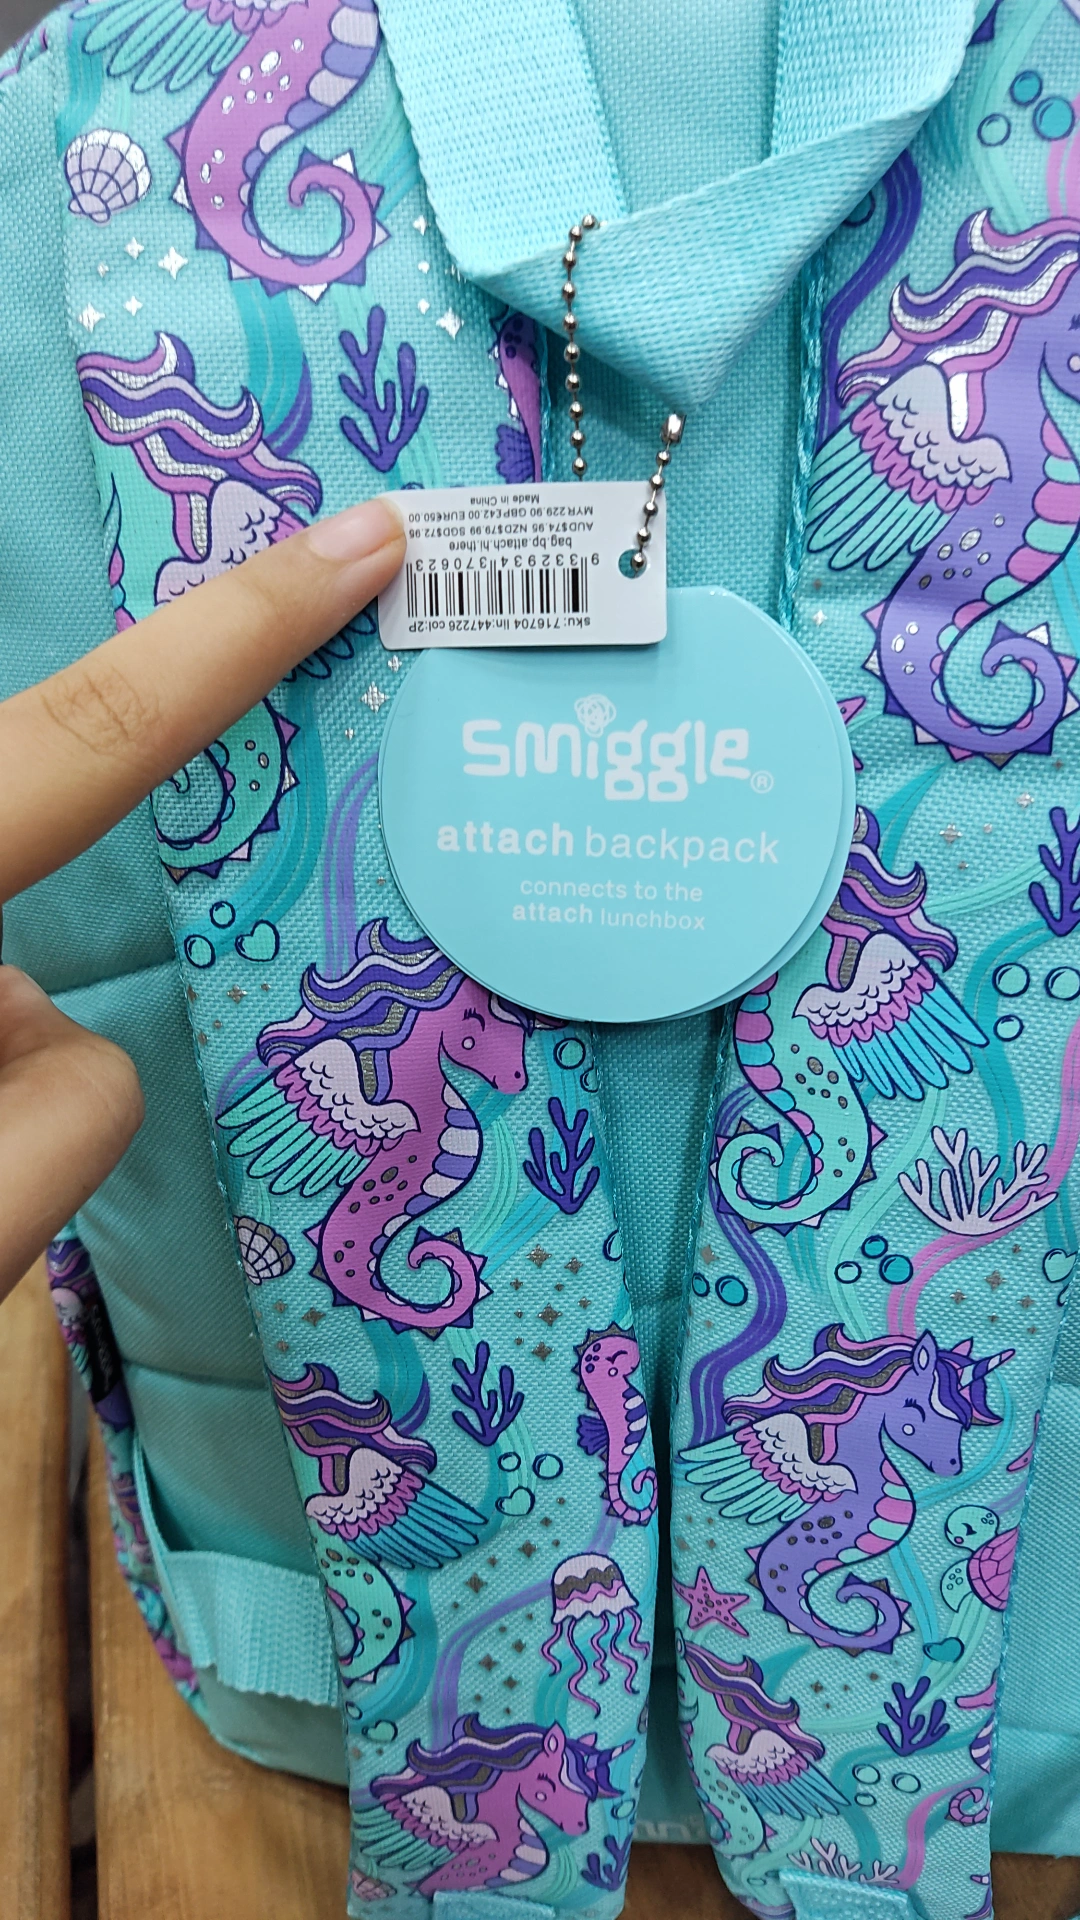 sku:716704 lin:447226 col:2P
9 332934 370623
bag.bp.attach.hi.there
AUD$74.95 NZD$79.99 SGD$72.95
MYR 229.90 GBP£42.00 EUR€50.00
Made in China
smiggle®
attach backpack
connects to the
attach lunchbox